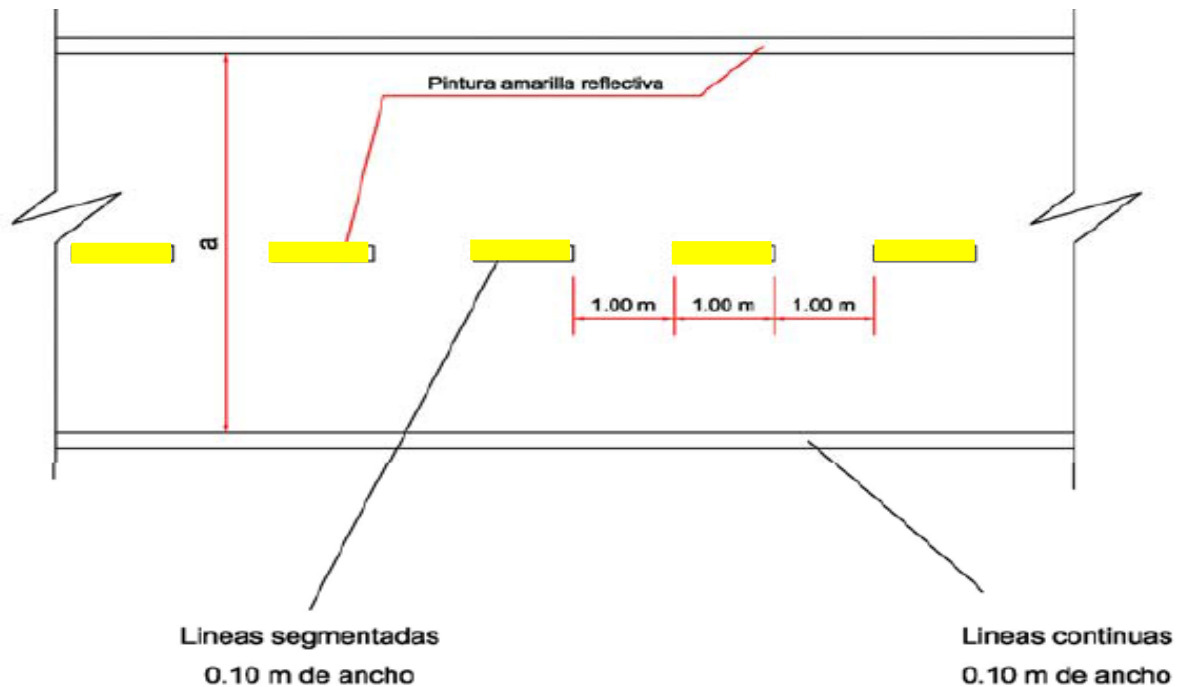 Pintura amarilla reflectiva
a
1.00 m 1.00 m 1.00 m
Lineas segmentadas
0.10 m de ancho
Lineas continuas
0.10 m de ancho